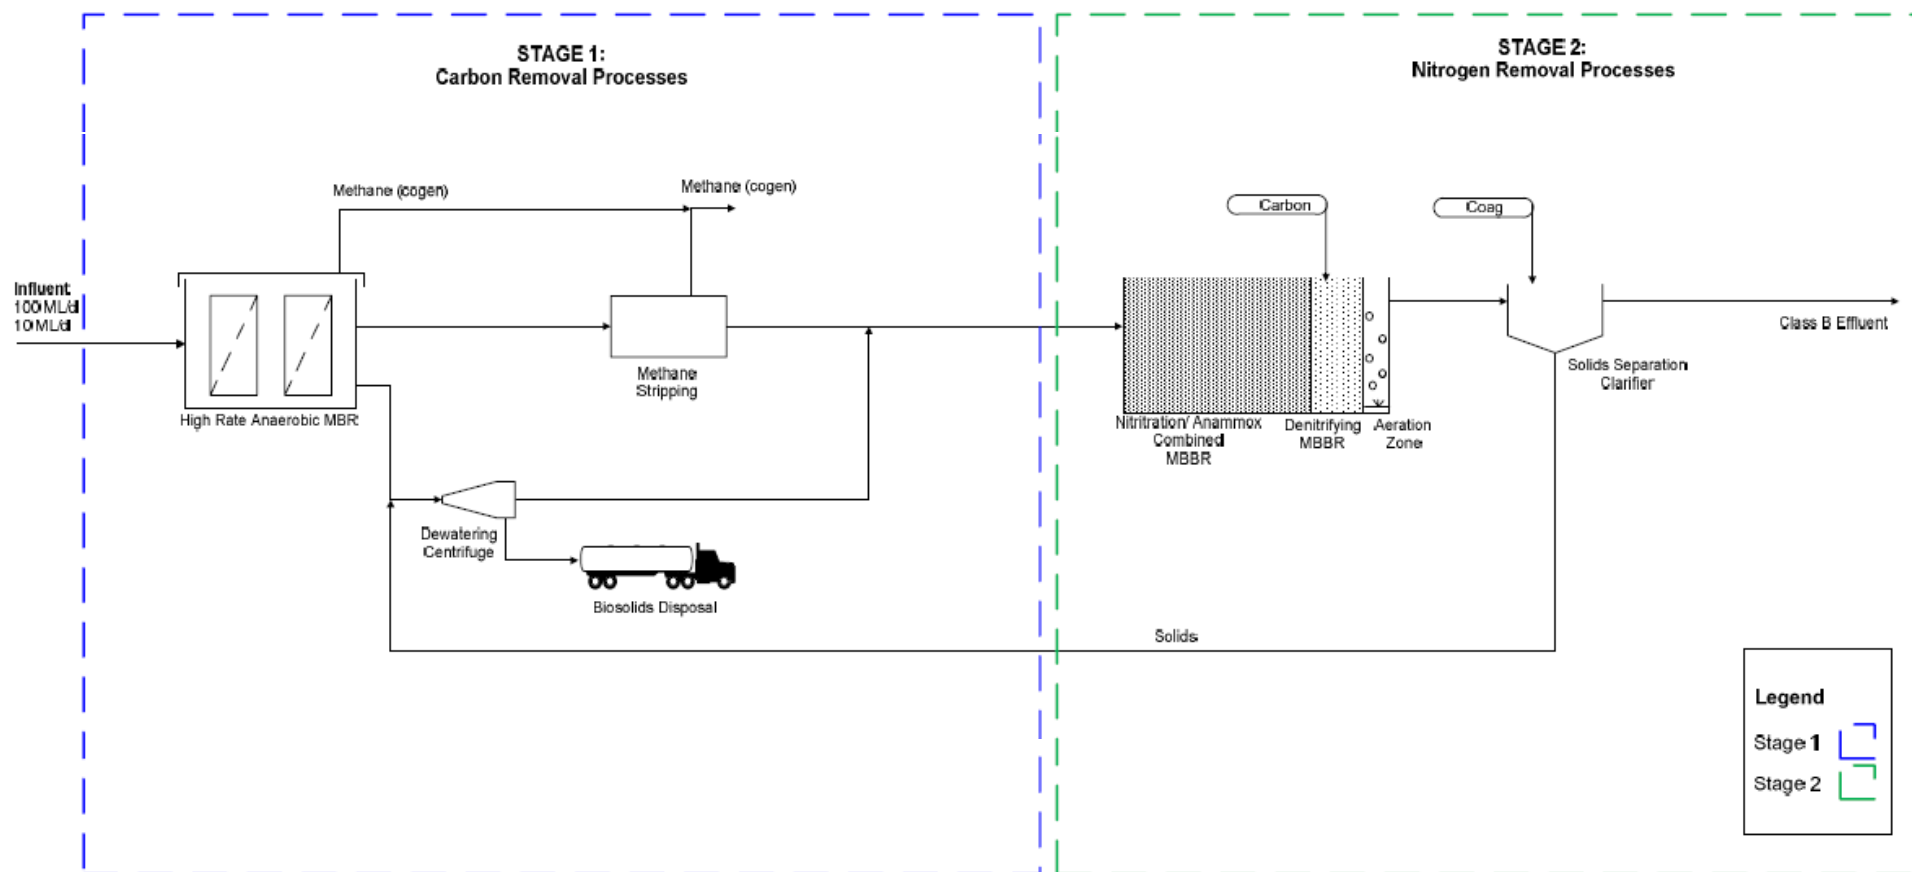 STAGE 1:
Carbon Removal Processes
STAGE 2:
Nitrogen Removal Processes
Methane (cogen)
Methane (cogen)
Carbon
Coag
Influent
100 ML/d
10 ML/d
High Rate Anaerobic MBR
Methane
Stripping
Nitritration/ Anammox
Combined
MBBR
Denitrifying
MBBR
Aeration
Zone
Class B Effluent
Solids Separation
Clarifier
Dewatering
Centrifuge
Biosolids Disposal
Solids
Legend
Stage 1
Stage 2